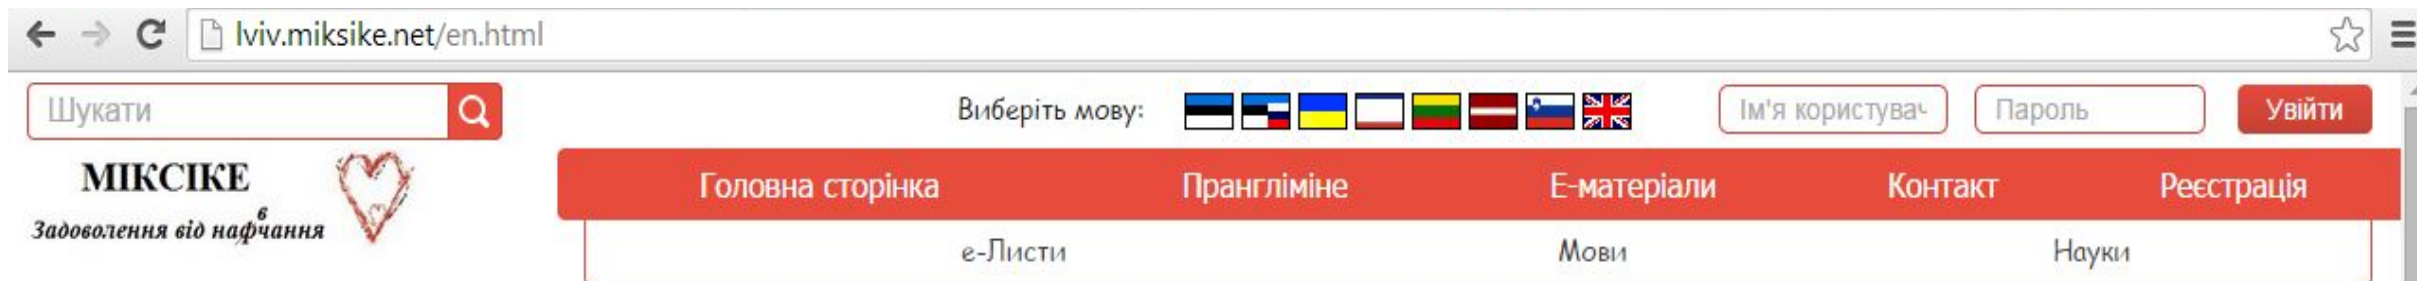 lviv.miksike.net/en.html
Шукати
Виберіть мову:
Ім'я користувач
Пароль
Увійти
МІКСІКЕ
Задоволення від нафчання
в
Головна сторінка
Прангліміне
Е-матеріали
Контакт
Реєстрація
е-Листи
Мови
Науки